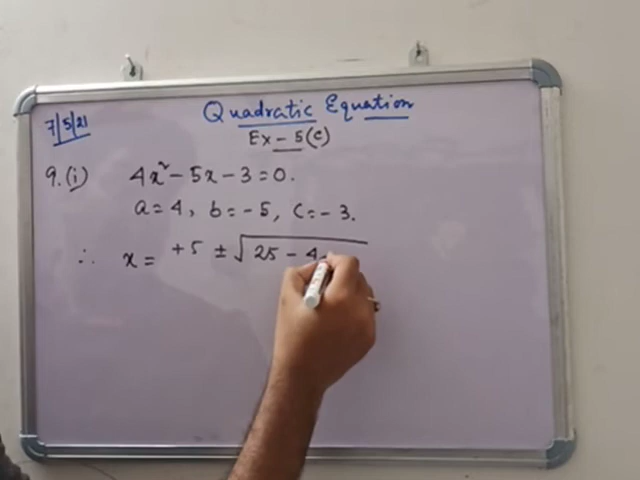 Quadratic Equation
7/5/21
Ex - 5(c)
9.(i) 4x² - 5x - 3 = 0.
a = 4, b = - 5, c = - 3.
∴ x = +5 ± √25 - 4